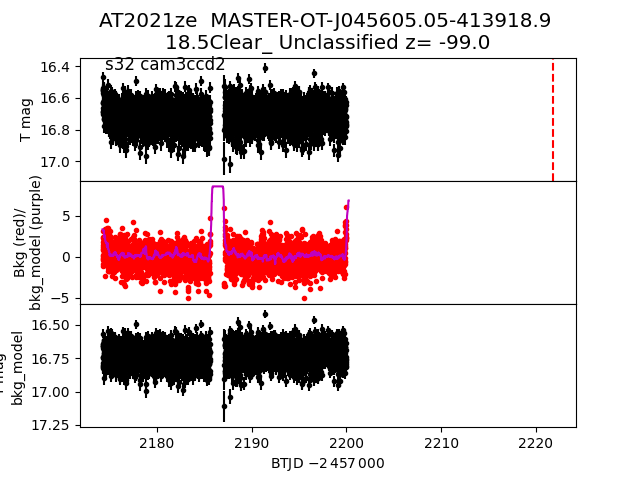 AT2021ze  MASTER-OT-J045605.05-413918.9
18.5Clear_ Unclassified z= -99.0
s32 cam3ccd2
16.4
16.6
16.8
17.0
T mag
5
0
−5
Bkg (red)/
bkg_model (purple)
16.50
16.75
17.00
17.25
bkg_model
2180
2190
2200
2210
2220
BTJD −2 457 000